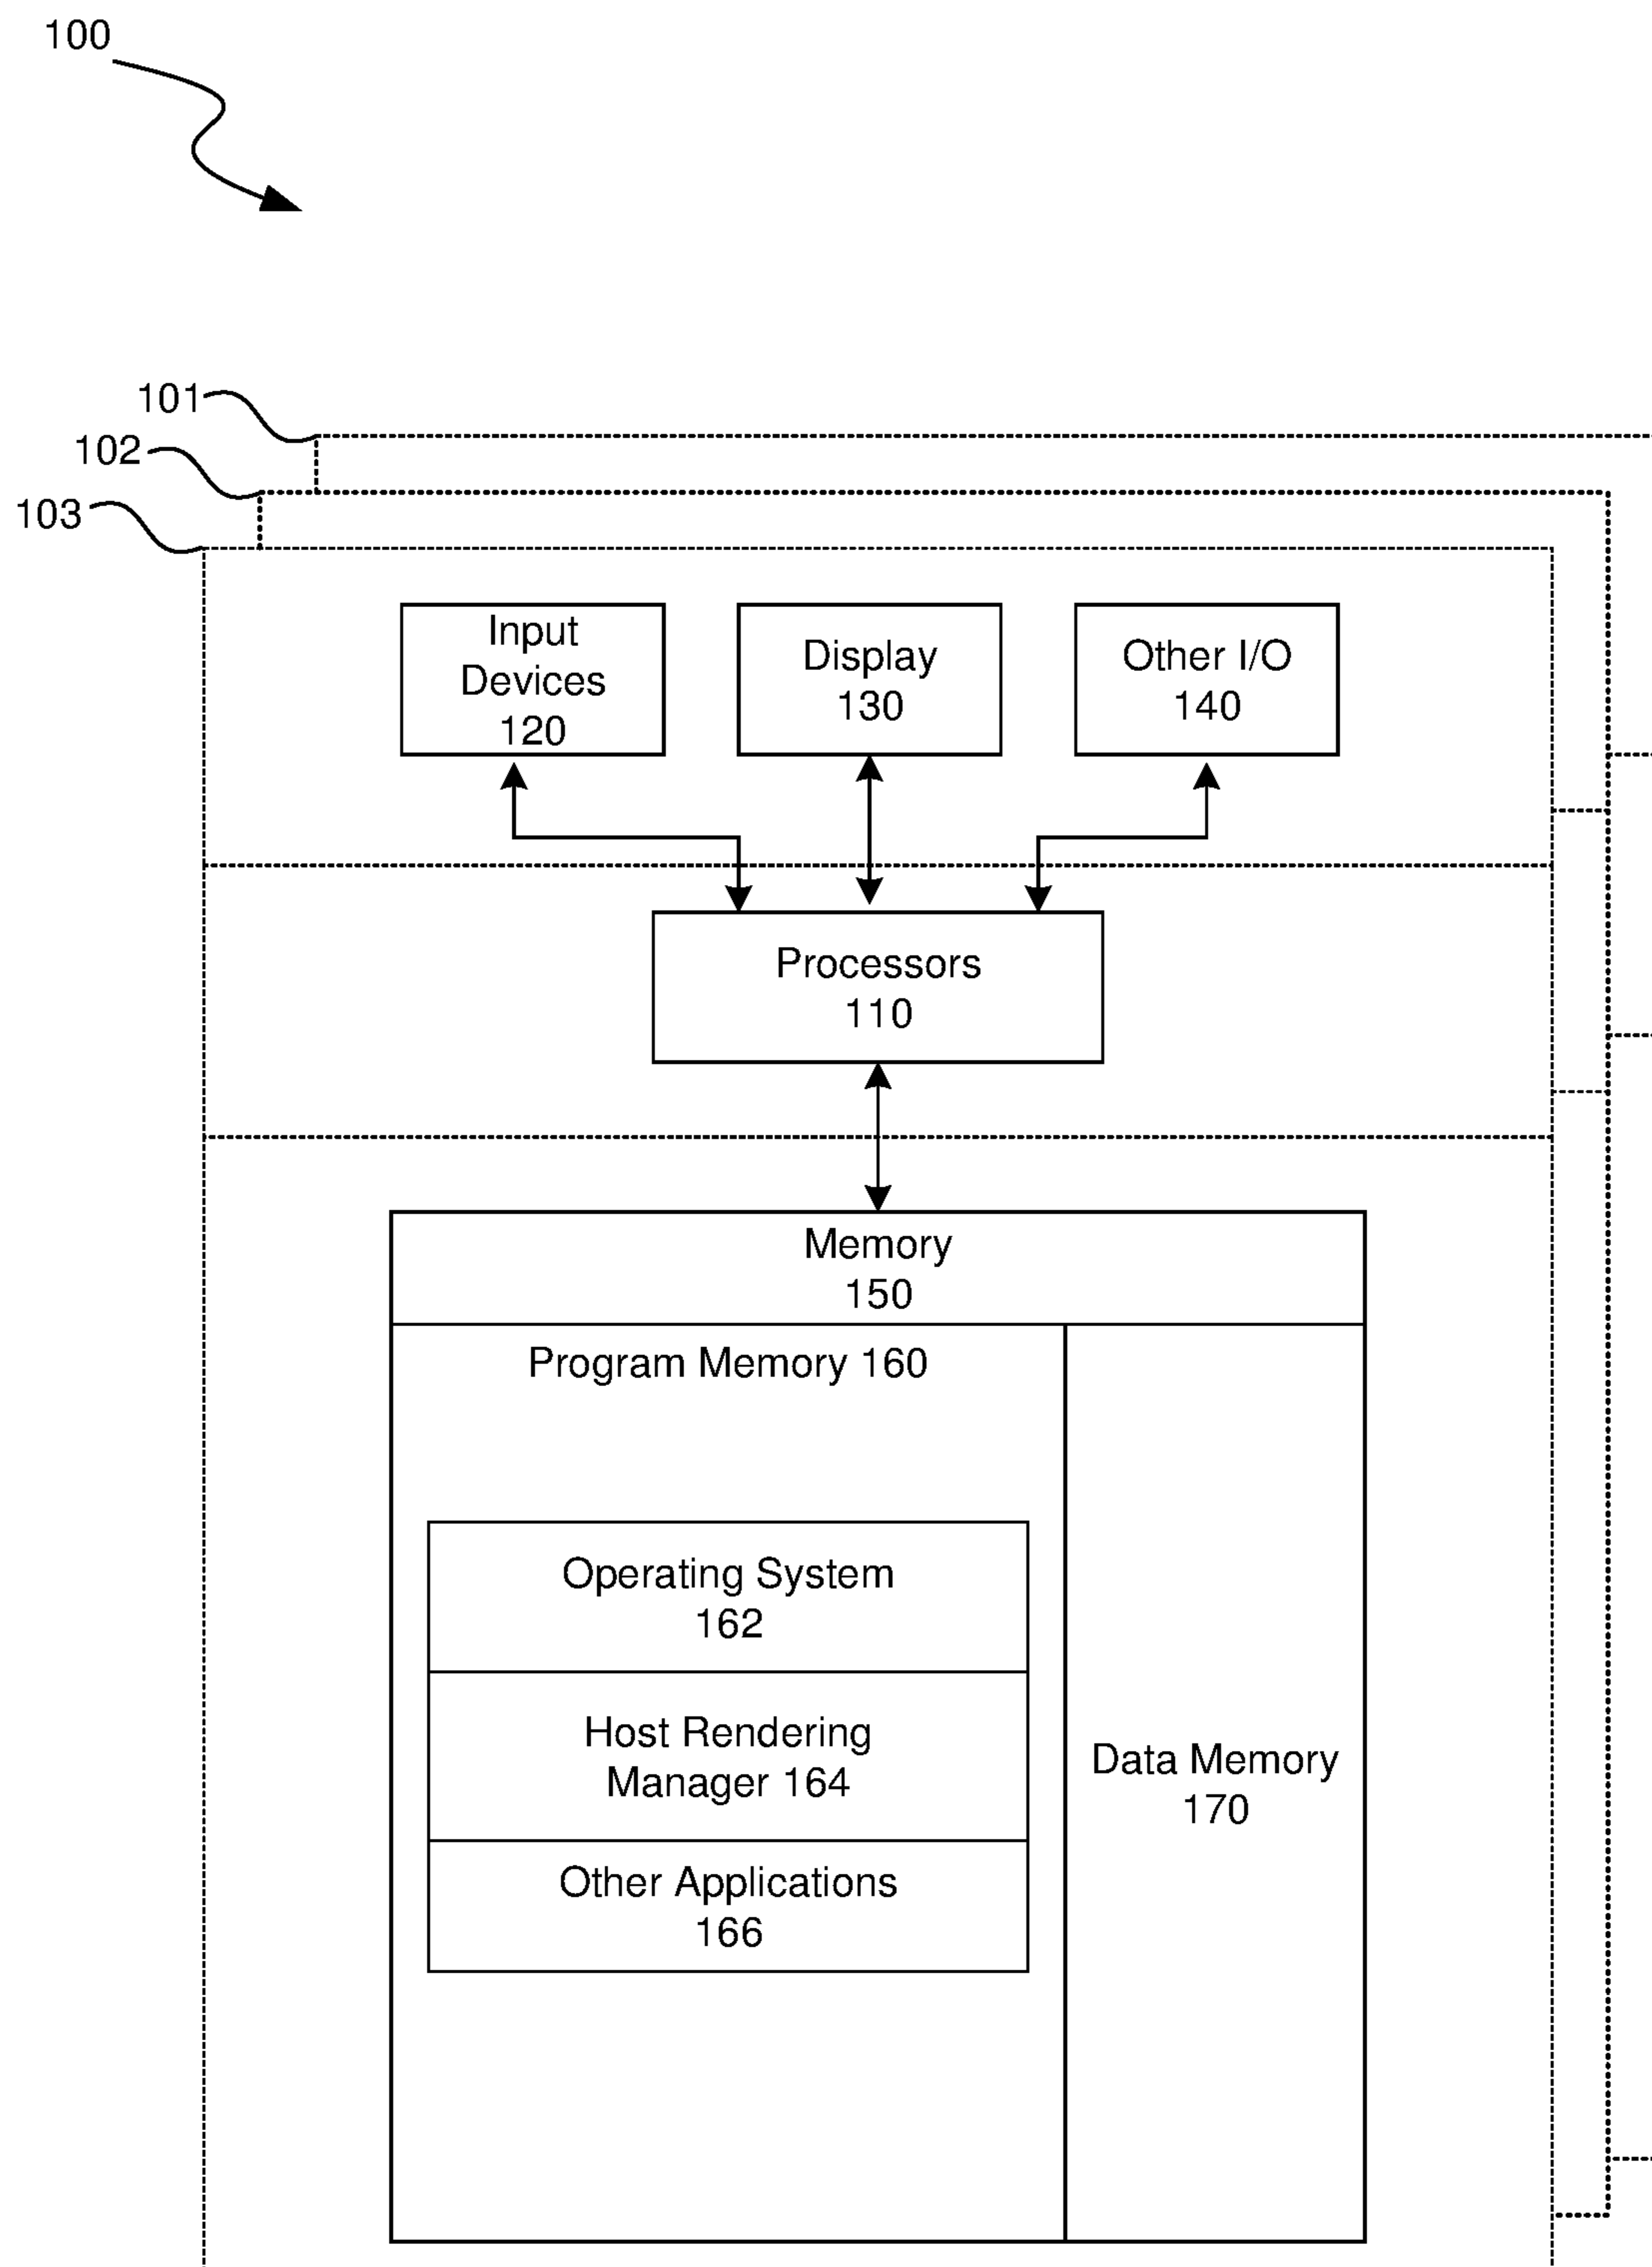 100
101
102
103
Input
Devices
120
Display
130
Other I/O
140
Processors
110
Memory
150
Program Memory 160
Operating System
162
Host Rendering
Manager 164
Other Applications
166
Data Memory
170